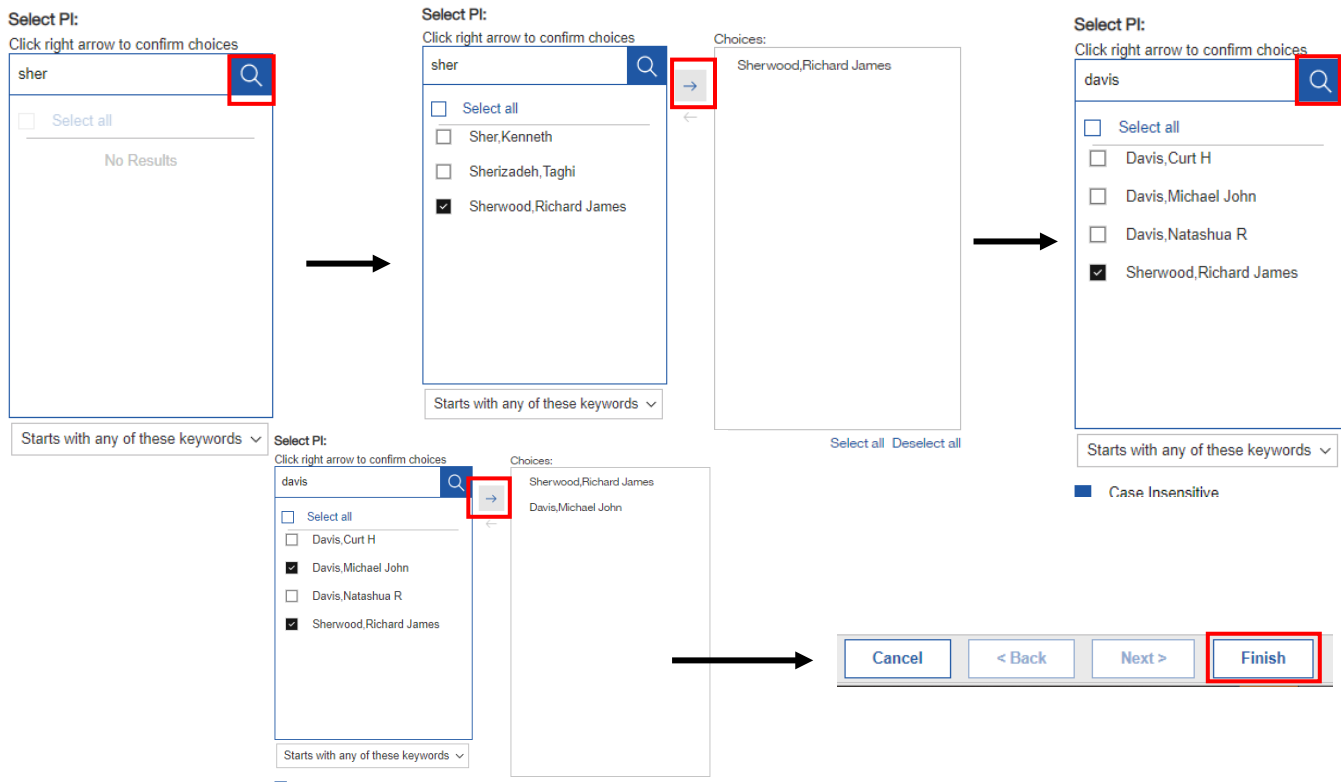 Select PI:
Click right arrow to confirm choices
sher
Select all
No Results
Starts with any of these keywords
Select PI:
Click right arrow to confirm choices
sher
Select all
Sher,Kenneth
Sherizadeh,Taghi
Sherwood,Richard James
Starts with any of these keywords
Choices:
Sherwood,Richard James
Select all Deselect all
Select PI:
Click right arrow to confirm choices
davis
Select all
Davis,Curt H
Davis,Michael John
Davis,Natashua R
Sherwood,Richard James
Starts with any of these keywords
Case Insensitive
Select PI:
Click right arrow to confirm choices
davis
Select all
Davis,Curt H
Davis,Michael John
Davis,Natashua R
Sherwood,Richard James
Starts with any of these keywords
Choices:
Sherwood,Richard James
Davis,Michael John
Cancel
< Back
Next >
Finish